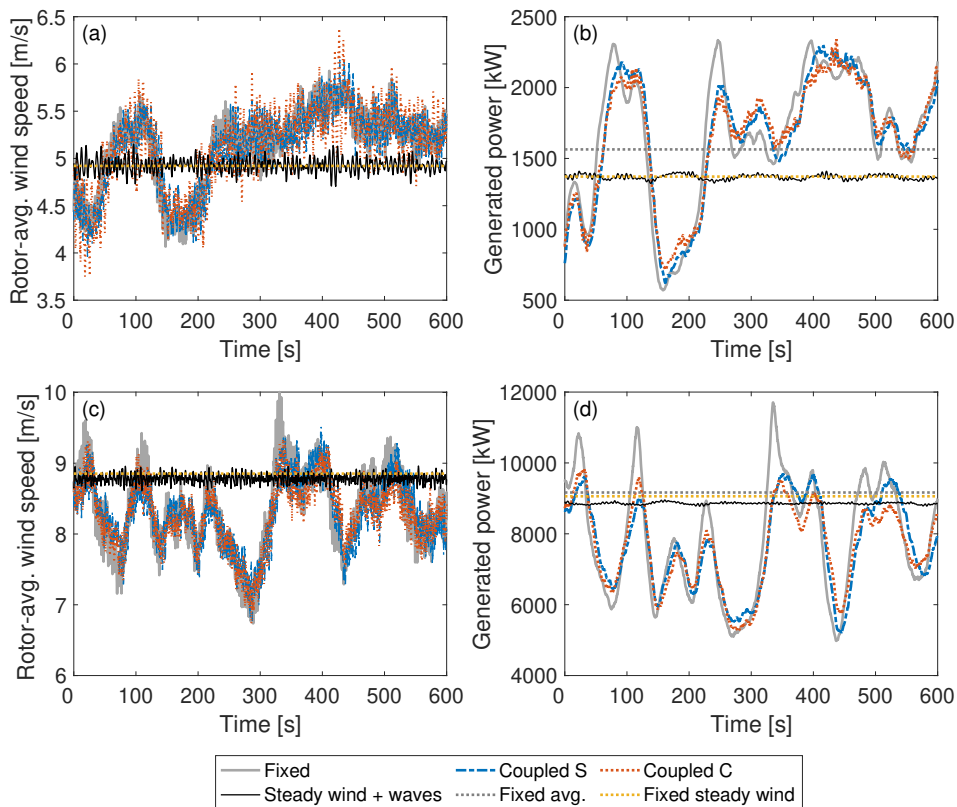 (a)
Rotor-avg. wind speed [m/s]
6.5
6
5.5
5
4.5
4
3.5
0 100 200 300 400 500 600
Time [s]
(b)
Generated power [kW]
2500
2000
1500
1000
500
0 100 200 300 400 500 600
Time [s]
(c)
Rotor-avg. wind speed [m/s]
10
9
8
7
6
0 100 200 300 400 500 600
Time [s]
(d)
Generated power [kW]
12000
10000
8000
6000
4000
0 100 200 300 400 500 600
Time [s]
Fixed Coupled S Coupled C
Steady wind + waves Fixed avg. Fixed steady wind